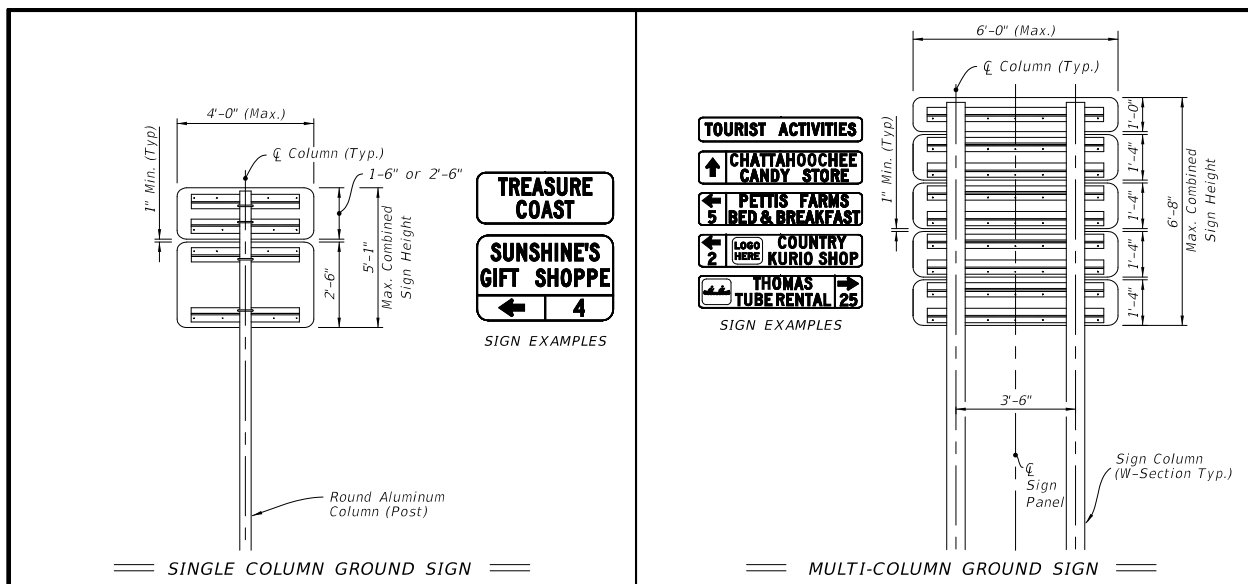 4'-0" (Max.)
1" Min. (Typ)
℄ Column (Typ.)
1-6" or 2'-6"
2'-6"
5'-1"
Max. Combined
Sign Height
TREASURE
COAST
SUNSHINE'S
GIFT SHOPPE
4
SIGN EXAMPLES
Round Aluminum
Column (Post)
SINGLE COLUMN GROUND SIGN
6'-0" (Max.)
℄ Column (Typ.)
TOURIST ACTIVITIES
CHATTAHOOCHEE
CANDY STORE
PETTIS FARMS
5 BED & BREAKFAST
COUNTRY
2 LOGO HERE KURIO SHOP
THOMAS
TUBE RENTAL 25
SIGN EXAMPLES
1" Min. (Typ)
1'-0"
1'-4"
1'-4"
1'-4"
1'-4"
6'-8"
Max. Combined
Sign Height
3'-6"
℄
Sign
Panel
Sign Column
(W-Section Typ.)
MULTI-COLUMN GROUND SIGN